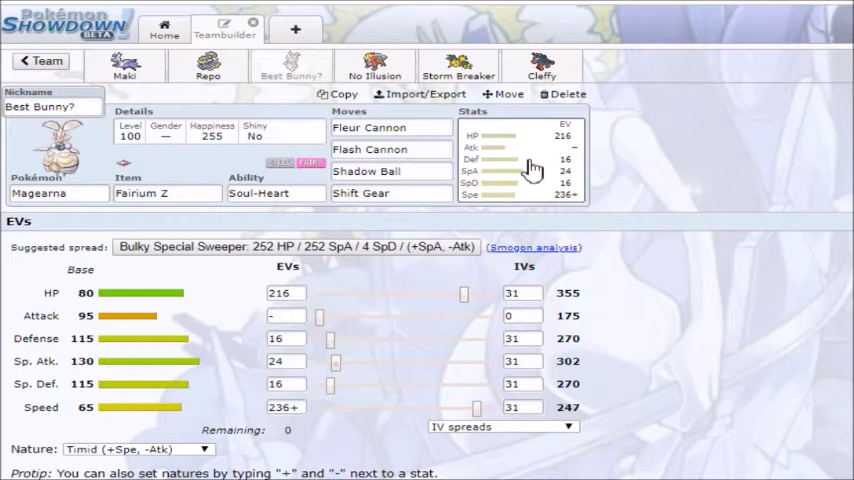 Pokémon
SHOWDOWN
BETA
Home
Teambuilder
+
Team
Maki
Repo
Best Bunny?
No Illusion
Storm Breaker
Cleffy
Nickname
Best Bunny?
Copy
Import/Export
Move
Delete
Details
Level Gender Happiness Shiny
100 — 255 No
STEEL FAIRY
Pokémon
Magearna
Item
Fairium Z
Ability
Soul-Heart
Moves
Fleur Cannon
Flash Cannon
Shadow Ball
Shift Gear
Stats
EV
HP 216
Atk –
Def 16
SpA 24
SpD 16
Spe 236+
EVs
Suggested spread: Bulky Special Sweeper: 252 HP / 252 SpA / 4 SpD / (+SpA, -Atk) (Smogon analysis)
Base EVs IVs
HP 80 216 31 355
Attack 95 - 0 175
Defense 115 16 31 270
Sp. Atk. 130 24 31 302
Sp. Def. 115 16 31 270
Speed 65 236+ 31 247
Remaining: 0
IV spreads
Nature: Timid (+Spe, -Atk)
Protip: You can also set natures by typing "+" and "-" next to a stat.